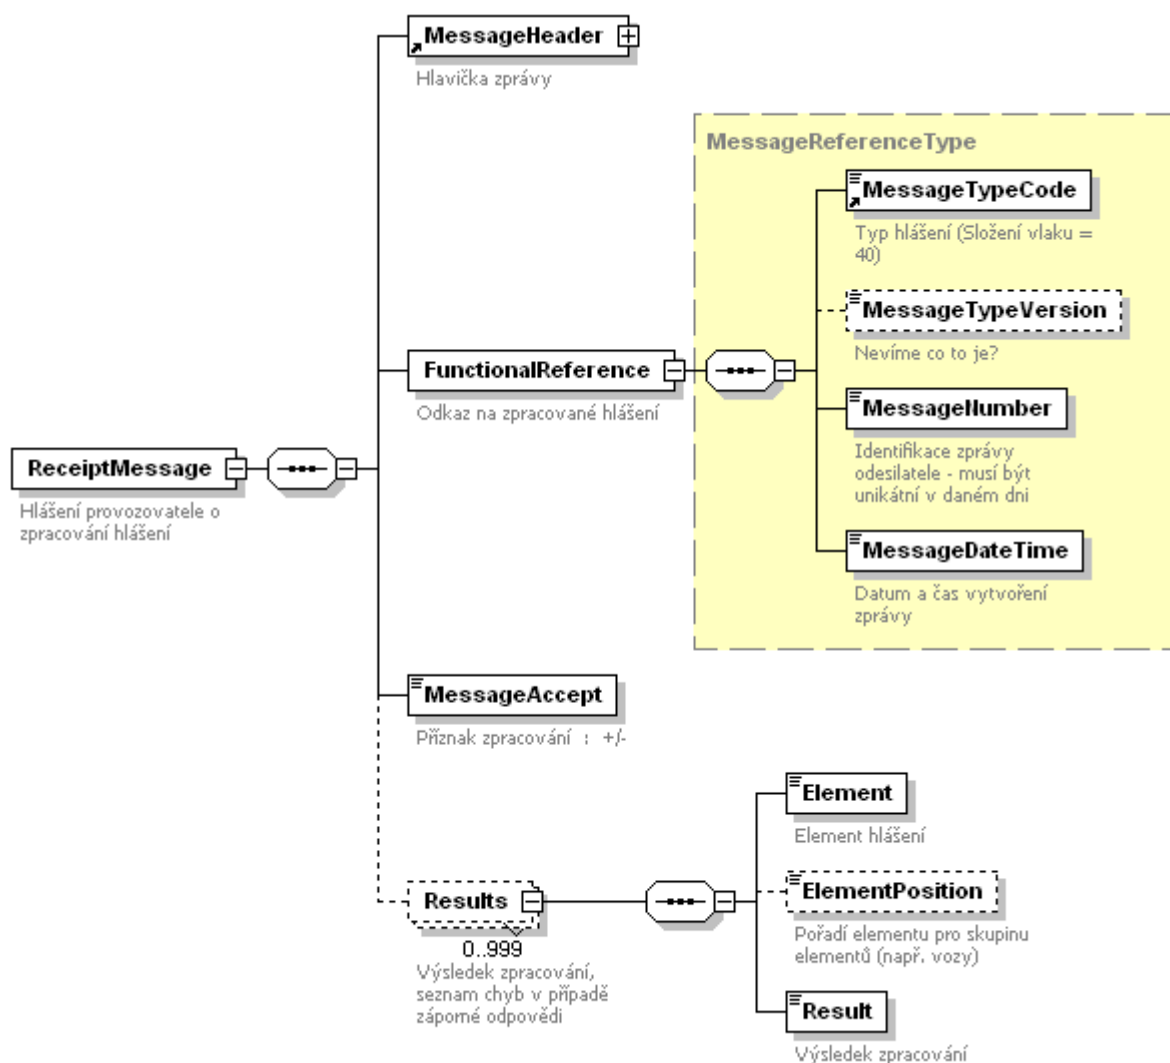 MessageHeader
Hlavička zprávy
MessageReferenceType
MessageTypeCode
Typ hlášení (Složení vlaku =
40)
MessageTypeVersion
Nevíme co to je?
FunctionalReference
Odkaz na zpracované hlášení
MessageNumber
Identifikace zprávy
odesilatele - musí být
unikátní v daném dni
ReceiptMessage
Hlášení provozovatele o
zpracování hlášení
MessageDateTime
Datum a čas vytvoření
zprávy
MessageAccept
Příznak zpracování : +/-
Element
Element hlášení
Results
0..999
Výsledek zpracování,
seznam chyb v případě
záporné odpovědi
ElementPosition
Pořadí elementu pro skupinu
elementů (např. vozy)
Result
Výsledek zpracování